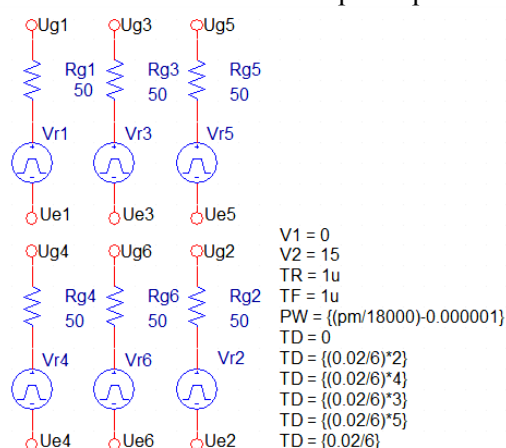 Ug1 Ug3 Ug5
Rg1 Rg3 Rg5
50 50 50
Vr1 Vr3 Vr5
Ue1 Ue3 Ue5
Ug4 Ug6 Ug2
Rg4 Rg6 Rg2
50 50 50
Vr4 Vr6 Vr2
Ue4 Ue6 Ue2
V1 = 0
V2 = 15
TR = 1u
TF = 1u
PW = {(pm/18000)-0.000001}
TD = 0
TD = {(0.02/6)*2}
TD = {(0.02/6)*4}
TD = {(0.02/6)*3}
TD = {(0.02/6)*5}
TD = {0.02/6}